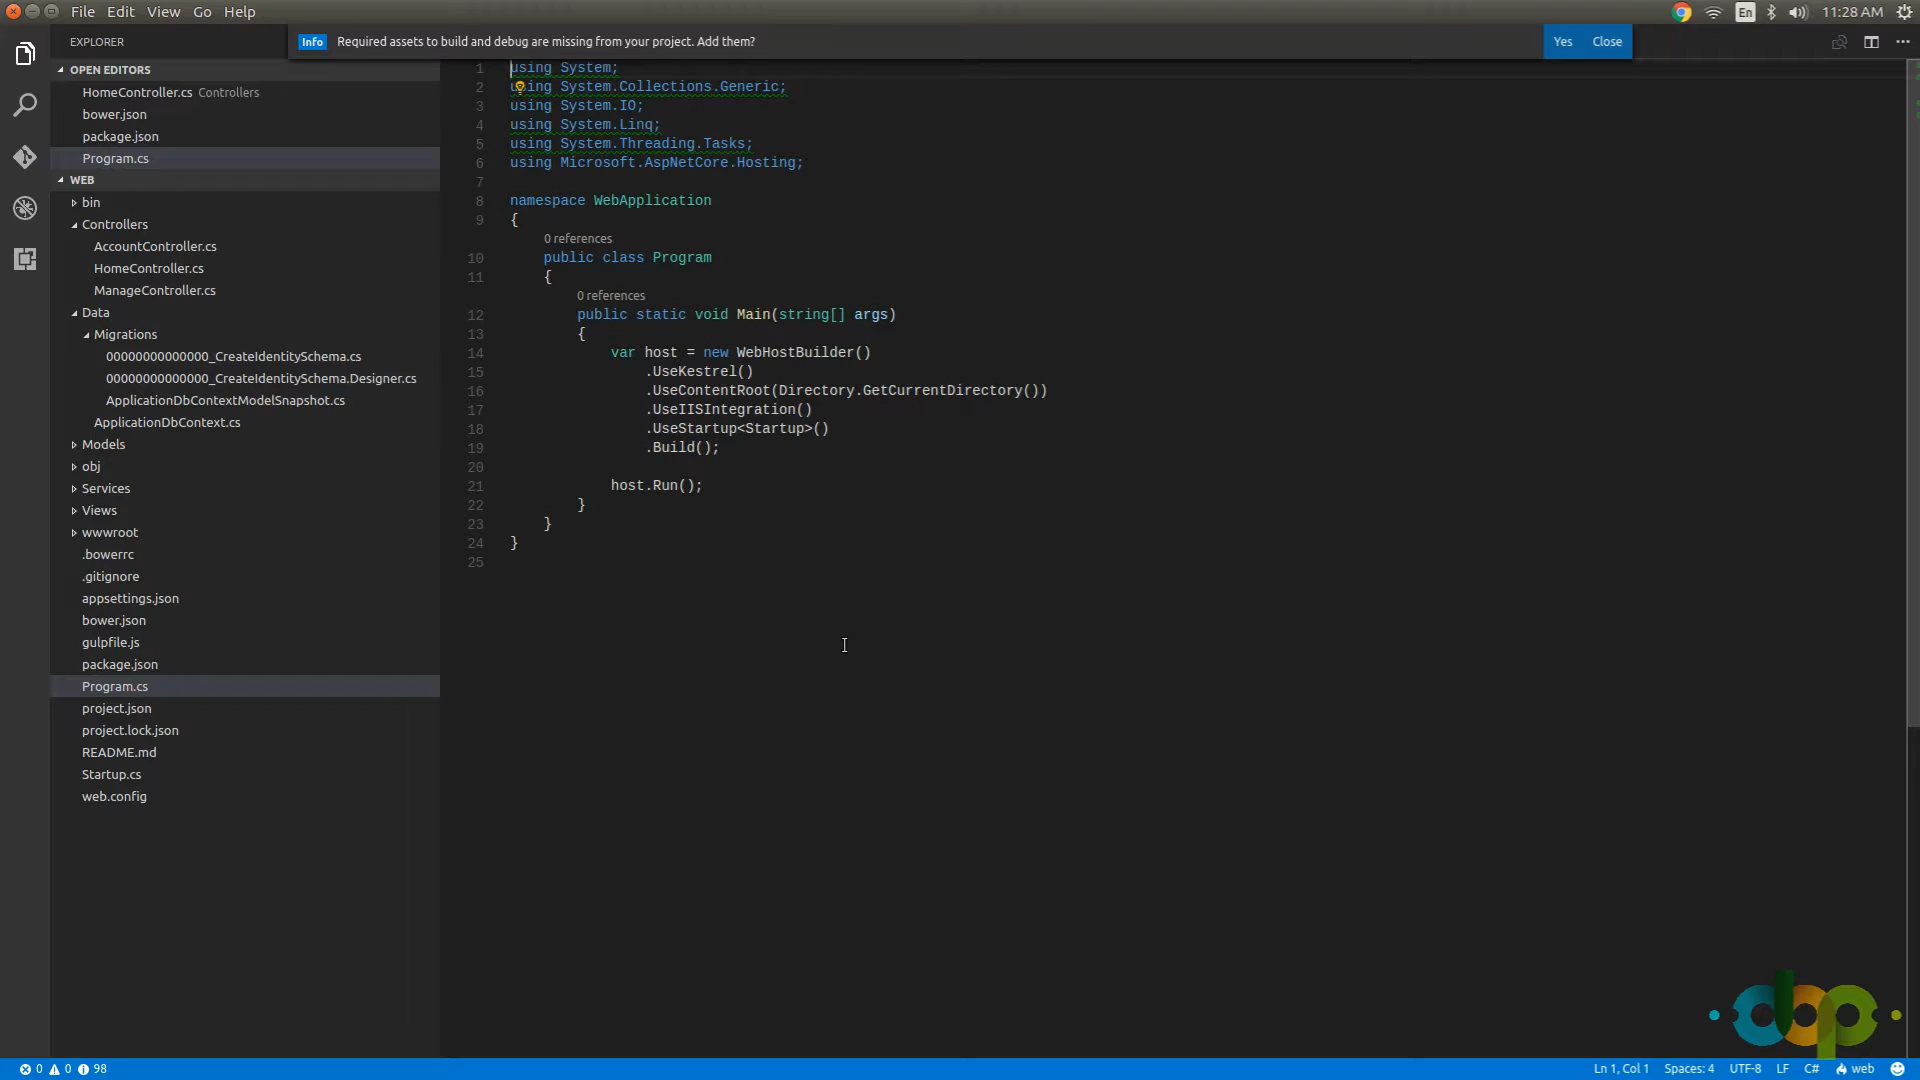 File Edit View Go Help
En 11:28 AM
EXPLORER
Info Required assets to build and debug are missing from your project. Add them? Yes Close
OPEN EDITORS
HomeController.cs Controllers
bower.json
package.json
Program.cs
WEB
bin
Controllers
AccountController.cs
HomeController.cs
ManageController.cs
Data
Migrations
00000000000000_CreateIdentitySchema.cs
00000000000000_CreateIdentitySchema.Designer.cs
ApplicationDbContextModelSnapshot.cs
ApplicationDbContext.cs
Models
obj
Services
Views
wwwroot
.bowerrc
.gitignore
appsettings.json
bower.json
gulpfile.js
package.json
Program.cs
project.json
project.lock.json
README.md
Startup.cs
web.config
1 using System;
2 using System.Collections.Generic;
3 using System.IO;
4 using System.Linq;
5 using System.Threading.Tasks;
6 using Microsoft.AspNetCore.Hosting;
7
8 namespace WebApplication
9 {
0 references
10 public class Program
11 {
0 references
12 public static void Main(string[] args)
13 {
14 var host = new WebHostBuilder()
15 .UseKestrel()
16 .UseContentRoot(Directory.GetCurrentDirectory())
17 .UseIISIntegration()
18 .UseStartup<Startup>()
19 .Build();
20
21 host.Run();
22 }
23 }
24 }
25
dop
0 0 98
Ln 1, Col 1 Spaces: 4 UTF-8 LF C# web